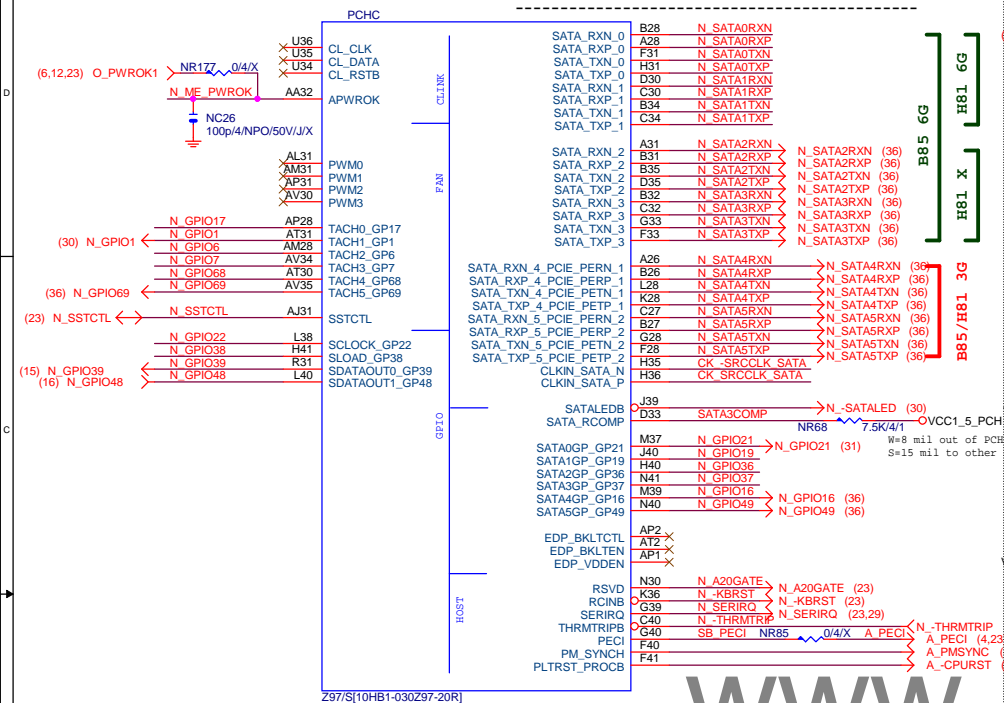 PCHC
U36 CL_CLK
U35 CL_DATA
U34 CL_RSTB
(6,12,23) O_PWROK1 NR177 0/4/X
N_ME_PWROK AA32 APWROK
NC26
100p/4/NPO/50V/J/X
CLINK
AL31 PWM0
AM31 PWM1
AP31 PWM2
AV30 PWM3
FAN
N_GPIO17 AP28 TACH0_GP17
(30) N_GPIO1 N_GPIO1 AT31 TACH1_GP1
N_GPIO6 AM28 TACH2_GP6
N_GPIO7 AV34 TACH3_GP7
N_GPIO68 AT30 TACH4_GP68
(36) N_GPIO69 N_GPIO69 AV35 TACH5_GP69
(23) N_SSTCTL N_SSTCTL AJ31 SSTCTL
N_GPIO22 L38 SCLOCK_GP22
N_GPIO38 H41 SLOAD_GP38
(15) N_GPIO39 N_GPIO39 R31 SDATAOUT0_GP39
(16) N_GPIO48 N_GPIO48 L40 SDATAOUT1_GP48
GPIO
HOST
SATA_RXN_0 B28 N_SATA0RXN
SATA_RXP_0 A28 N_SATA0RXP
SATA_TXN_0 F31 N_SATA0TXN
SATA_TXP_0 H31 N_SATA0TXP
SATA_RXN_1 D30 N_SATA1RXN
SATA_RXP_1 C30 N_SATA1RXP
SATA_TXN_1 B34 N_SATA1TXN
SATA_TXP_1 C34 N_SATA1TXP
B85 6G
H81 6G
SATA_RXN_2 A31 N_SATA2RXN N_SATA2RXN (36)
SATA_RXP_2 B31 N_SATA2RXP N_SATA2RXP (36)
SATA_TXN_2 B35 N_SATA2TXN N_SATA2TXN (36)
SATA_TXP_2 D35 N_SATA2TXP N_SATA2TXP (36)
SATA_RXN_3 B32 N_SATA3RXN N_SATA3RXN (36)
SATA_RXP_3 C32 N_SATA3RXP N_SATA3RXP (36)
SATA_TXN_3 G33 N_SATA3TXN N_SATA3TXN (36)
SATA_TXP_3 F33 N_SATA3TXP N_SATA3TXP (36)
H81 X
SATA_RXN_4_PCIE_PERN_1 A26 N_SATA4RXN N_SATA4RXN (36)
SATA_RXP_4_PCIE_PERP_1 B26 N_SATA4RXP N_SATA4RXP (36)
SATA_TXN_4_PCIE_PETN_1 L28 N_SATA4TXN N_SATA4TXN (36)
SATA_TXP_4_PCIE_PETP_1 K28 N_SATA4TXP N_SATA4TXP (36)
SATA_RXN_5_PCIE_PERN_2 C27 N_SATA5RXN N_SATA5RXN (36)
SATA_RXP_5_PCIE_PERP_2 B27 N_SATA5RXP N_SATA5RXP (36)
SATA_TXN_5_PCIE_PETN_2 G28 N_SATA5TXN N_SATA5TXN (36)
SATA_TXP_5_PCIE_PETP_2 F28 N_SATA5TXP N_SATA5TXP (36)
B85/H81 3G
CLKIN_SATA_N H35 CK_-SRCCLK_SATA
CLKIN_SATA_P H36 CK_SRCCLK_SATA
SATALEDB J39 N_-SATALED (30)
SATA_RCOMP D33 SATA3COMP NR68 7.5K/4/1 VCC1_5_PCH
W=8 mil out of PCH
S=15 mil to other
SATA0GP_GP21 M37 N_GPIO21 N_GPIO21 (31)
SATA1GP_GP19 J40 N_GPIO19
SATA2GP_GP36 H40 N_GPIO36
SATA3GP_GP37 N41 N_GPIO37
SATA4GP_GP16 M39 N_GPIO16 N_GPIO16 (36)
SATA5GP_GP49 N40 N_GPIO49 N_GPIO49 (36)
EDP_BKLTCTL AP2
EDP_BKLTEN AT2
EDP_VDDEN AP1
RSVD N30 N_A20GATE N_A20GATE (23)
RCINB K36 N_-KBRST N_-KBRST (23)
SERIRQ G39 N_SERIRQ N_SERIRQ (23,29)
THRMTRIPB C40 N_-THRMTRIP N_-THRMTRIP
PECI G40 SB_PECI NR85 0/4/X A_PECI A_PECI (4,23
PM_SYNCH F40 A_PMSYNC (
PLTRST_PROCB F41 A_-CPURST (
Z97/S[10HB1-030Z97-20R]
D
C
WWW